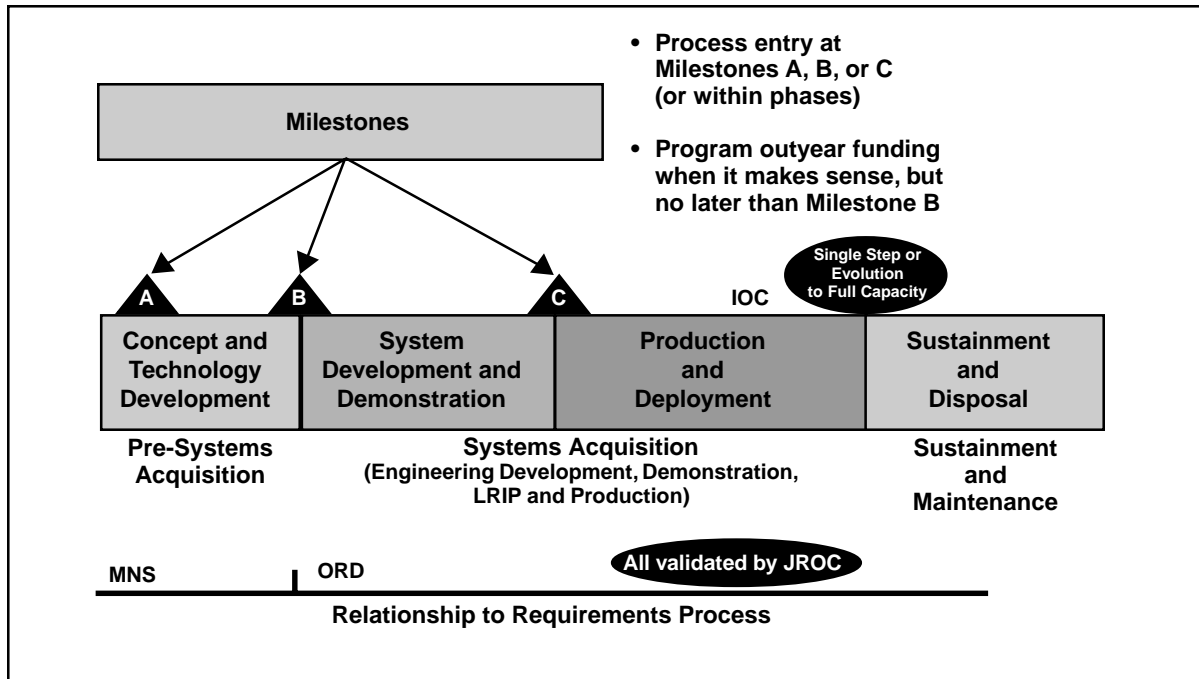 • Process entry at
Milestones A, B, or C
(or within phases)
• Program outyear funding
when it makes sense, but
no later than Milestone B
Milestones
A
B
C
IOC
Single Step or
Evolution
to Full Capacity
Concept and
Technology
Development
System
Development and
Demonstration
Production
and
Deployment
Sustainment
and
Disposal
Pre-Systems
Acquisition
Systems Acquisition
(Engineering Development, Demonstration,
LRIP and Production)
Sustainment
and
Maintenance
MNS
ORD
All validated by JROC
Relationship to Requirements Process